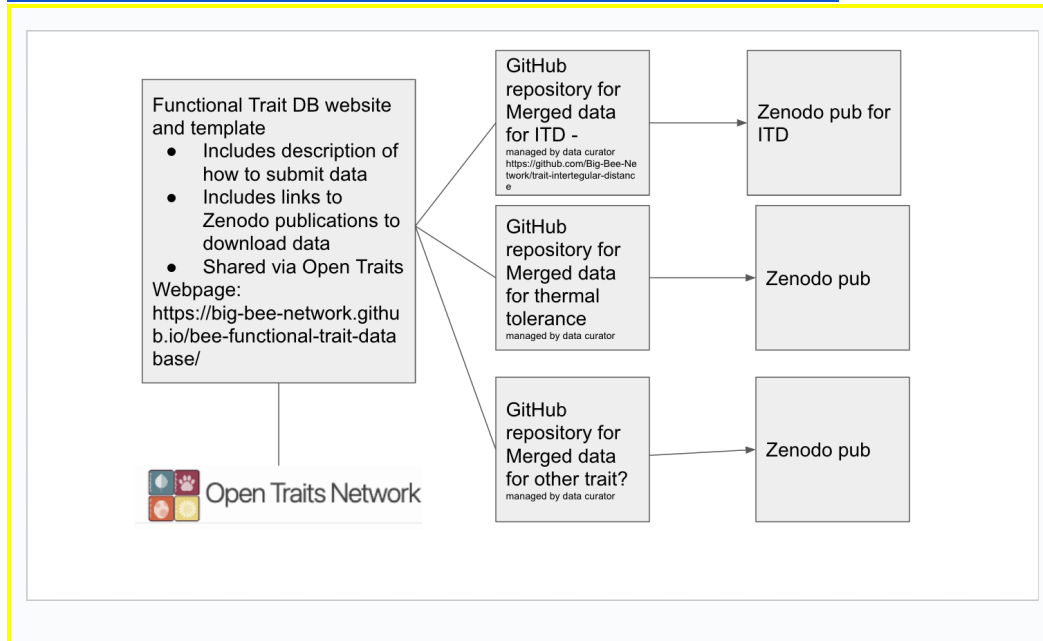 Functional Trait DB website
and template
● Includes description of
how to submit data
● Includes links to
Zenodo publications to
download data
● Shared via Open Traits
Webpage:
https://big-bee-network.githu
b.io/bee-functional-trait-data
base/
Open Traits Network
GitHub
repository for
Merged data
for ITD -
managed by data curator
https://github.com/Big-Bee-Ne
twork/trait-intertegular-distanc
e
Zenodo pub for
ITD
GitHub
repository for
Merged data
for thermal
tolerance
managed by data curator
Zenodo pub
GitHub
repository for
Merged data
for other trait?
managed by data curator
Zenodo pub